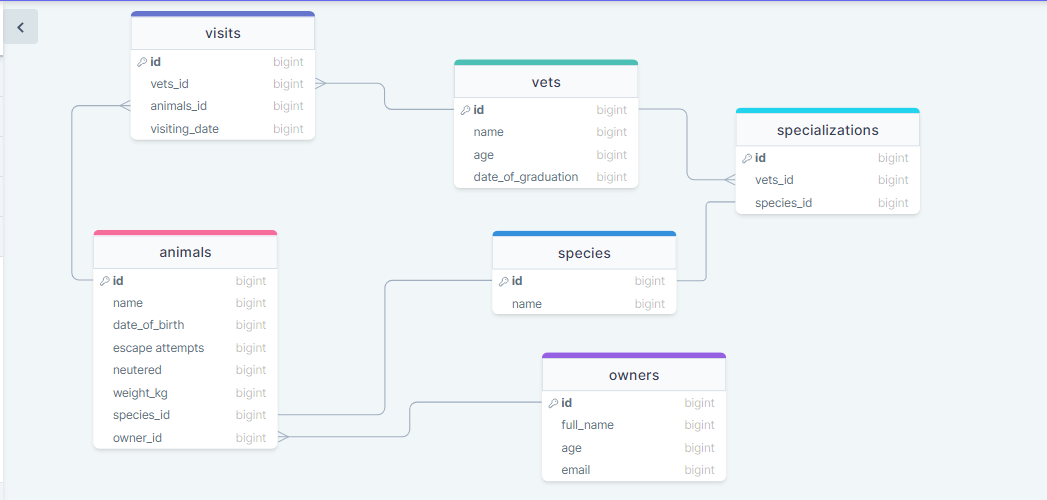 visits
id bigint
vets_id bigint
animals_id bigint
visiting_date bigint
vets
id bigint
name bigint
age bigint
date_of_graduation bigint
specializations
id bigint
vets_id bigint
species_id bigint
animals
id bigint
name bigint
date_of_birth bigint
escape attempts bigint
neutered bigint
weight_kg bigint
species_id bigint
owner_id bigint
species
id bigint
name bigint
owners
id bigint
full_name bigint
age bigint
email bigint